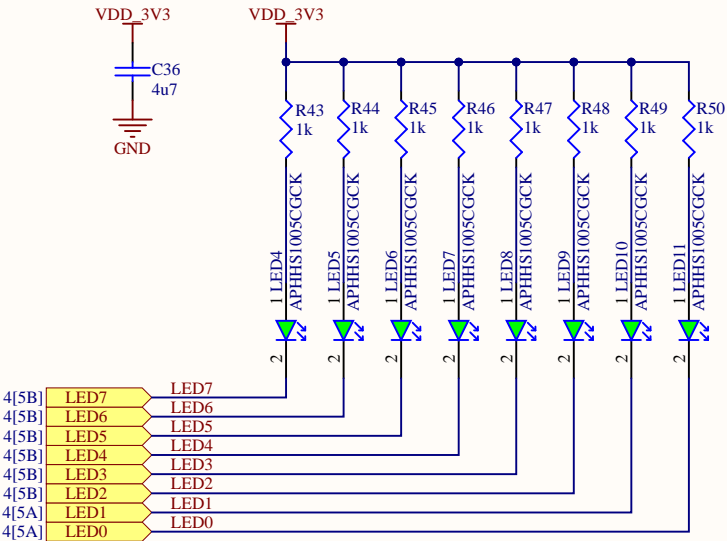 VDD_3V3
VDD_3V3
C36
4u7
GND
R43
1k
R44
1k
R45
1k
R46
1k
R47
1k
R48
1k
R49
1k
R50
1k
1 LED4
APHHS1005CGCK
2
1 LED5
APHHS1005CGCK
2
1 LED6
APHHS1005CGCK
2
1 LED7
APHHS1005CGCK
2
1 LED8
APHHS1005CGCK
2
1 LED9
APHHS1005CGCK
2
1 LED10
APHHS1005CGCK
2
1 LED11
APHHS1005CGCK
2
4[5B] LED7 LED7
4[5B] LED6 LED6
4[5B] LED5 LED5
4[5B] LED4 LED4
4[5B] LED3 LED3
4[5B] LED2 LED2
4[5A] LED1 LED1
4[5A] LED0 LED0